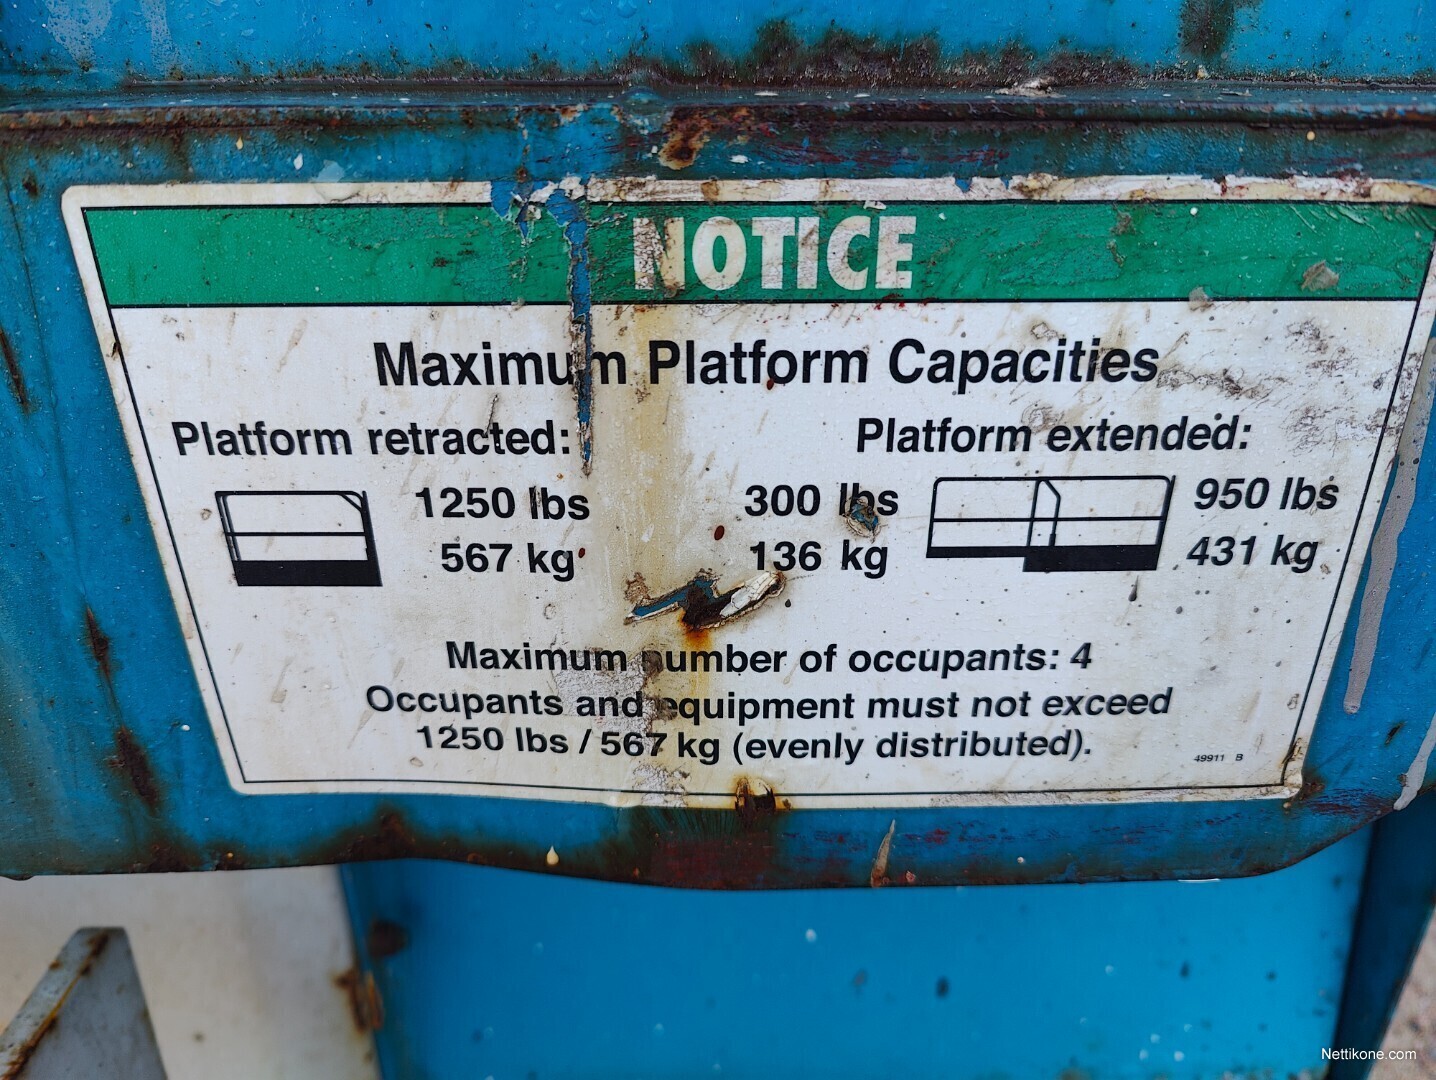 NOTICE
Maximum Platform Capacities
Platform retracted:
1250 lbs
567 kg
Platform extended:
300 lbs
136 kg
950 lbs
431 kg
Maximum number of occupants: 4
Occupants and equipment must not exceed
1250 lbs / 567 kg (evenly distributed).
49911 B
Nettikone.com